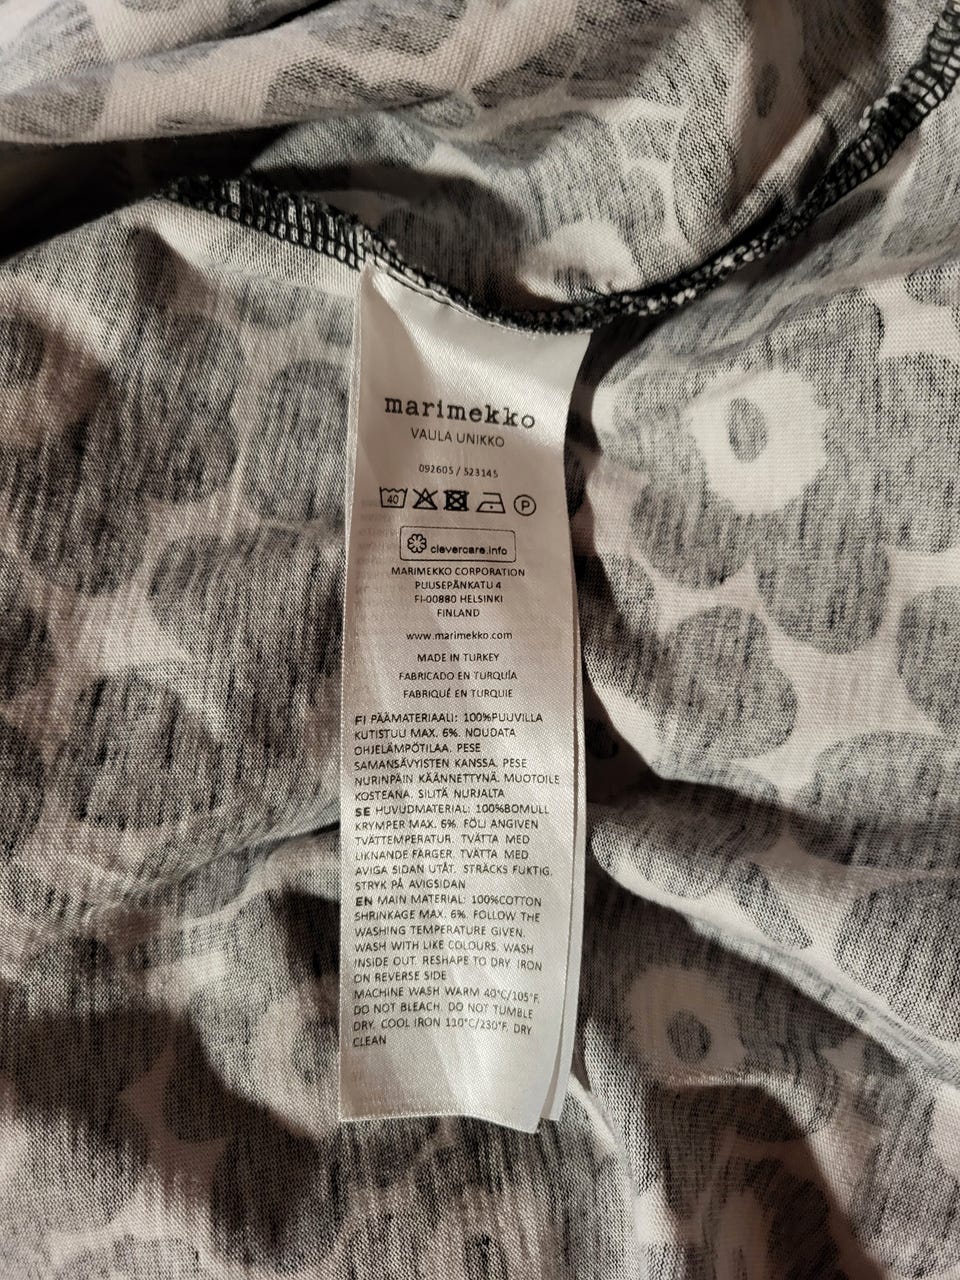 marimekko
VAULA UNIKKO
092605 / 523145
40 P
clevercare.info
MARIMEKKO CORPORATION
PUUSEPÄNKATU 4
FI-00880 HELSINKI
FINLAND
www.marimekko.com
MADE IN TURKEY
FABRICADO EN TURQUÍA
FABRIQUÉ EN TURQUIE
FI PÄÄMATERIAALI: 100%PUUVILLA
KUTISTUU MAX. 6%. NOUDATA
OHJELÄMPÖTILAA. PESE
SAMANSÄVYISTEN KANSSA. PESE
NURINPÄIN KÄÄNNETTYNÄ. MUOTOILE
KOSTEANA. SILITÄ NURJALTA
SE HUVUDMATERIAL: 100%BOMULL
KRYMPER MAX. 6%. FÖLJ ANGIVEN
TVÄTTEMPERATUR. TVÄTTA MED
LIKNANDE FÄRGER. TVÄTTA MED
AVIGA SIDAN UTÅT. STRÄCKS FUKTIG.
STRYK PÅ AVIGSIDAN
EN MAIN MATERIAL: 100%COTTON
SHRINKAGE MAX. 6%. FOLLOW THE
WASHING TEMPERATURE GIVEN.
WASH WITH LIKE COLOURS. WASH
INSIDE OUT. RESHAPE TO DRY. IRON
ON REVERSE SIDE
MACHINE WASH WARM 40°C/105°F.
DO NOT BLEACH. DO NOT TUMBLE
DRY. COOL IRON 110°C/230°F. DRY
CLEAN